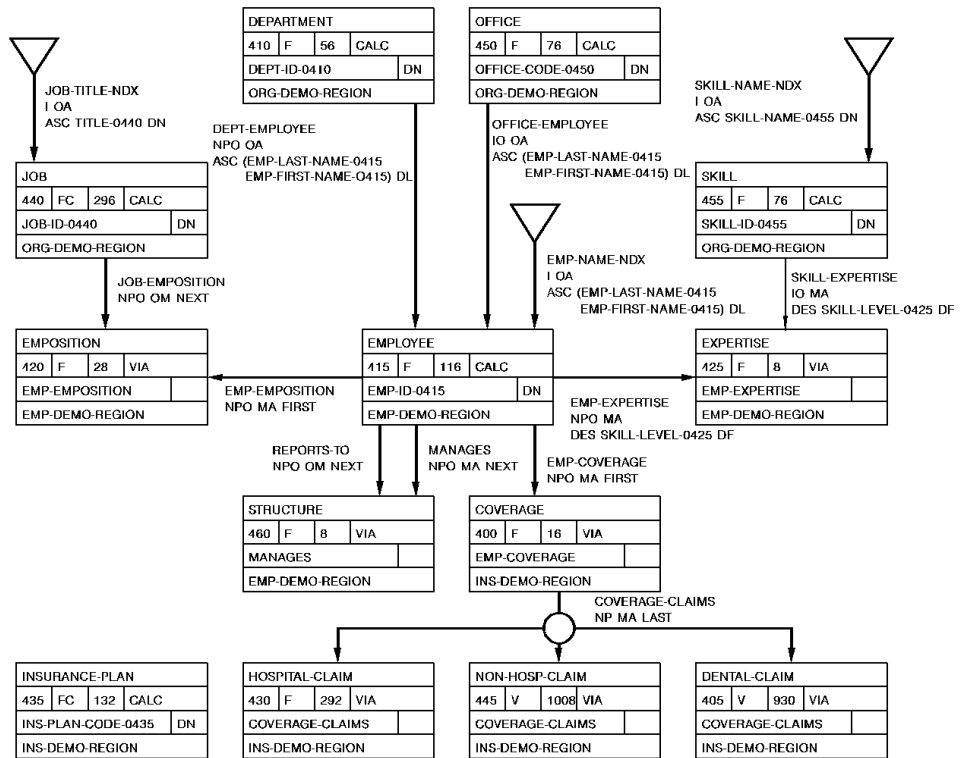 DEPARTMENT
410 F 56 CALC
DEPT-ID-0410 DN
ORG-DEMO-REGION
OFFICE
450 F 76 CALC
OFFICE-CODE-0450 DN
ORG-DEMO-REGION
JOB-TITLE-NDX
I OA
ASC TITLE-0440 DN
SKILL-NAME-NDX
I OA
ASC SKILL-NAME-0455 DN
DEPT-EMPLOYEE
NPO OA
ASC (EMP-LAST-NAME-0415
EMP-FIRST-NAME-0415) DL
OFFICE-EMPLOYEE
IO OA
ASC (EMP-LAST-NAME-0415
EMP-FIRST-NAME-0415) DL
JOB
440 FC 296 CALC
JOB-ID-0440 DN
ORG-DEMO-REGION
SKILL
455 F 76 CALC
SKILL-ID-0455 DN
ORG-DEMO-REGION
JOB-EMPOSITION
NPO OM NEXT
EMP-NAME-NDX
I OA
ASC (EMP-LAST-NAME-0415
EMP-FIRST-NAME-0415) DL
SKILL-EXPERTISE
IO MA
DES SKILL-LEVEL-0425 DF
EMPOSITION
420 F 28 VIA
EMP-EMPOSITION
EMP-DEMO-REGION
EMP-EMPOSITION
NPO MA FIRST
EMPLOYEE
415 F 116 CALC
EMP-ID-0415 DN
EMP-DEMO-REGION
EMP-EXPERTISE
NPO MA
DES SKILL-LEVEL-0425 DF
EXPERTISE
425 F 8 VIA
EMP-EXPERTISE
EMP-DEMO-REGION
REPORTS-TO
NPO OM NEXT
MANAGES
NPO MA NEXT
EMP-COVERAGE
NPO MA FIRST
STRUCTURE
460 F 8 VIA
MANAGES
EMP-DEMO-REGION
COVERAGE
400 F 16 VIA
EMP-COVERAGE
INS-DEMO-REGION
COVERAGE-CLAIMS
NP MA LAST
INSURANCE-PLAN
435 FC 132 CALC
INS-PLAN-CODE-0435 DN
INS-DEMO-REGION
HOSPITAL-CLAIM
430 F 292 VIA
COVERAGE-CLAIMS
INS-DEMO-REGION
NON-HOSP-CLAIM
445 V 1008 VIA
COVERAGE-CLAIMS
INS-DEMO-REGION
DENTAL-CLAIM
405 V 930 VIA
COVERAGE-CLAIMS
INS-DEMO-REGION